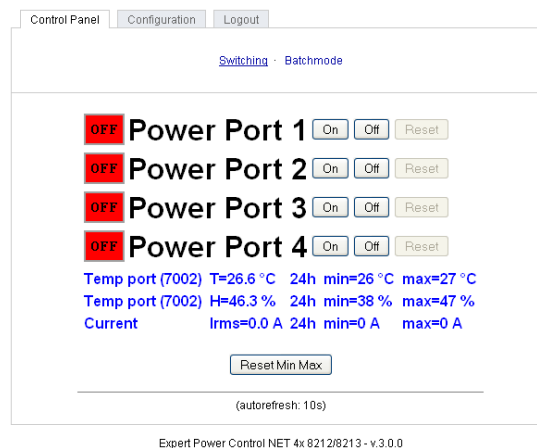 Control Panel Configuration Logout
Switching · Batchmode
OFF Power Port 1 On Off Reset
OFF Power Port 2 On Off Reset
OFF Power Port 3 On Off Reset
OFF Power Port 4 On Off Reset
Temp port (7002) T=26.6 °C 24h min=26 °C max=27 °C
Temp port (7002) H=46.3 % 24h min=38 % max=47 %
Current Irms=0.0 A 24h min=0 A max=0 A
Reset Min Max
(autorefresh: 10s)
Expert Power Control NET 4x 8212/8213 - v.3.0.0